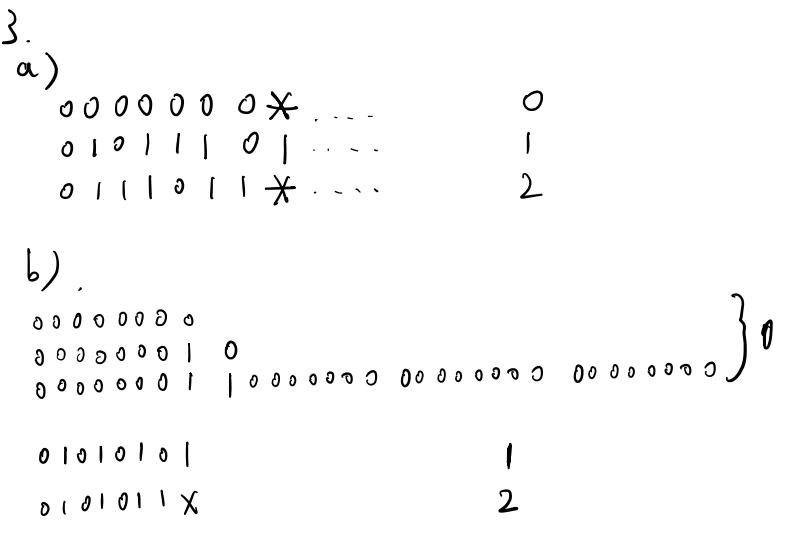 3.
a)
0 0 0 0 0 0 0 * ..... 0
0 1 0 1 1 1 0 1 ..... 1
0 1 1 1 0 1 1 * ..... 2
b).
0 0 0 0 0 0 0 0
0 0 0 0 0 0 0 1 0
0 0 0 0 0 0 0 1 1 0 0 0 0 0 0 0 0 0 0 0 0 0 0 0 0 0 0 0 0 0 0 0 } 0
0 1 0 1 0 1 0 1 1
0 1 0 1 0 1 1 X 2